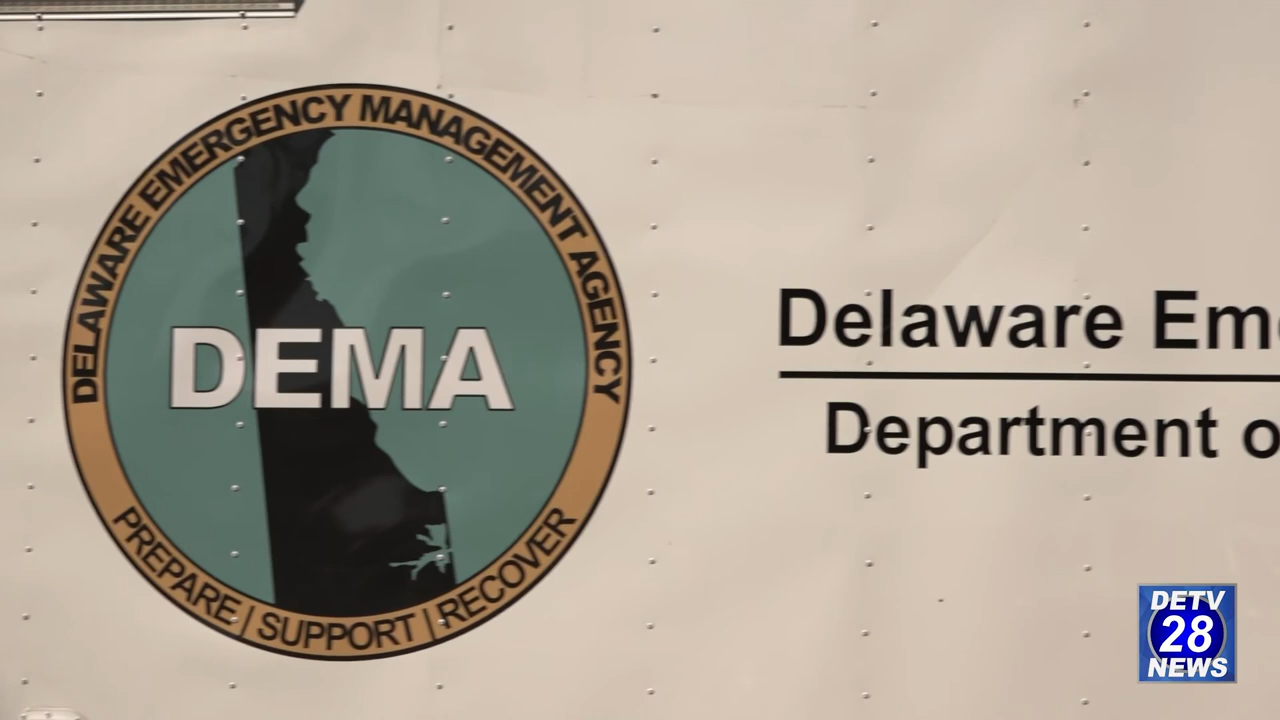 DELAWARE EMERGENCY MANAGEMENT AGENCY
DEMA
PREPARE | SUPPORT | RECOVER
Delaware Eme
Department o
DETV
28
NEWS